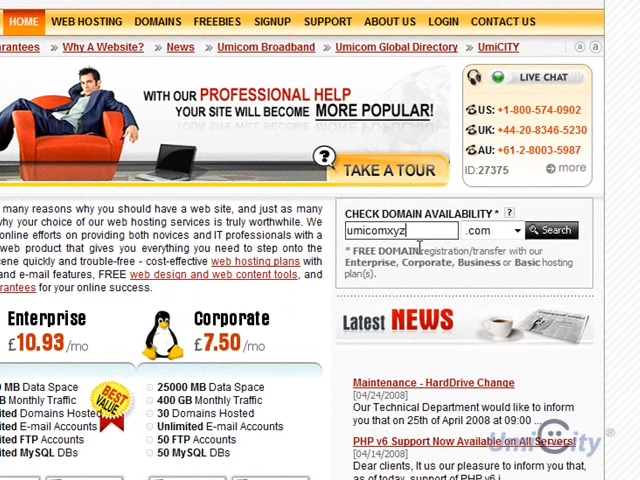 HOME WEB HOSTING DOMAINS FREEBIES SIGNUP SUPPORT ABOUT US LOGIN CONTACT US
arantees Why A Website? News Umicom Broadband Umicom Global Directory UmiCITY
WITH OUR PROFESSIONAL HELP
YOUR SITE WILL BECOME MORE POPULAR!
? TAKE A TOUR
LIVE CHAT
US: +1-800-574-0902
UK: +44-20-8346-5230
AU: +61-2-8003-5987
ID:27375 more
many reasons why you should have a web site, and just as many
why your choice of our web hosting services is truly worthwhile. We
online efforts on providing both novices and IT professionals with a
web product that gives you everything you need to step onto the
cene quickly and trouble-free - cost-effective web hosting plans with
and e-mail features, FREE web design and web content tools, and
arantees for your online success.
CHECK DOMAIN AVAILABILITY * ?
umicomxyz .com Search
* FREE DOMAIN registration/transfer with our
Enterprise, Corporate, Business or Basic hosting
plan(s).
Enterprise
£10.93/mo
0 MB Data Space
B Monthly Traffic
ited Domains Hosted
ited E-mail Accounts
ited FTP Accounts
ited MySQL DBs
BEST VALUE
Corporate
£7.50/mo
25000 MB Data Space
400 GB Monthly Traffic
30 Domains Hosted
Unlimited E-mail Accounts
50 FTP Accounts
50 MySQL DBs
Latest NEWS
Maintenance - HardDrive Change
[04/24/2008]
Our Technical Department would like to inform
you that on 25th of April 2008 at 09:00 ...
PHP v6 Support Now Available on All Servers!
[04/14/2008]
Dear clients, It us our pleasure to inform you that,
as of today, support of PHP v6 i
UmiCity ®